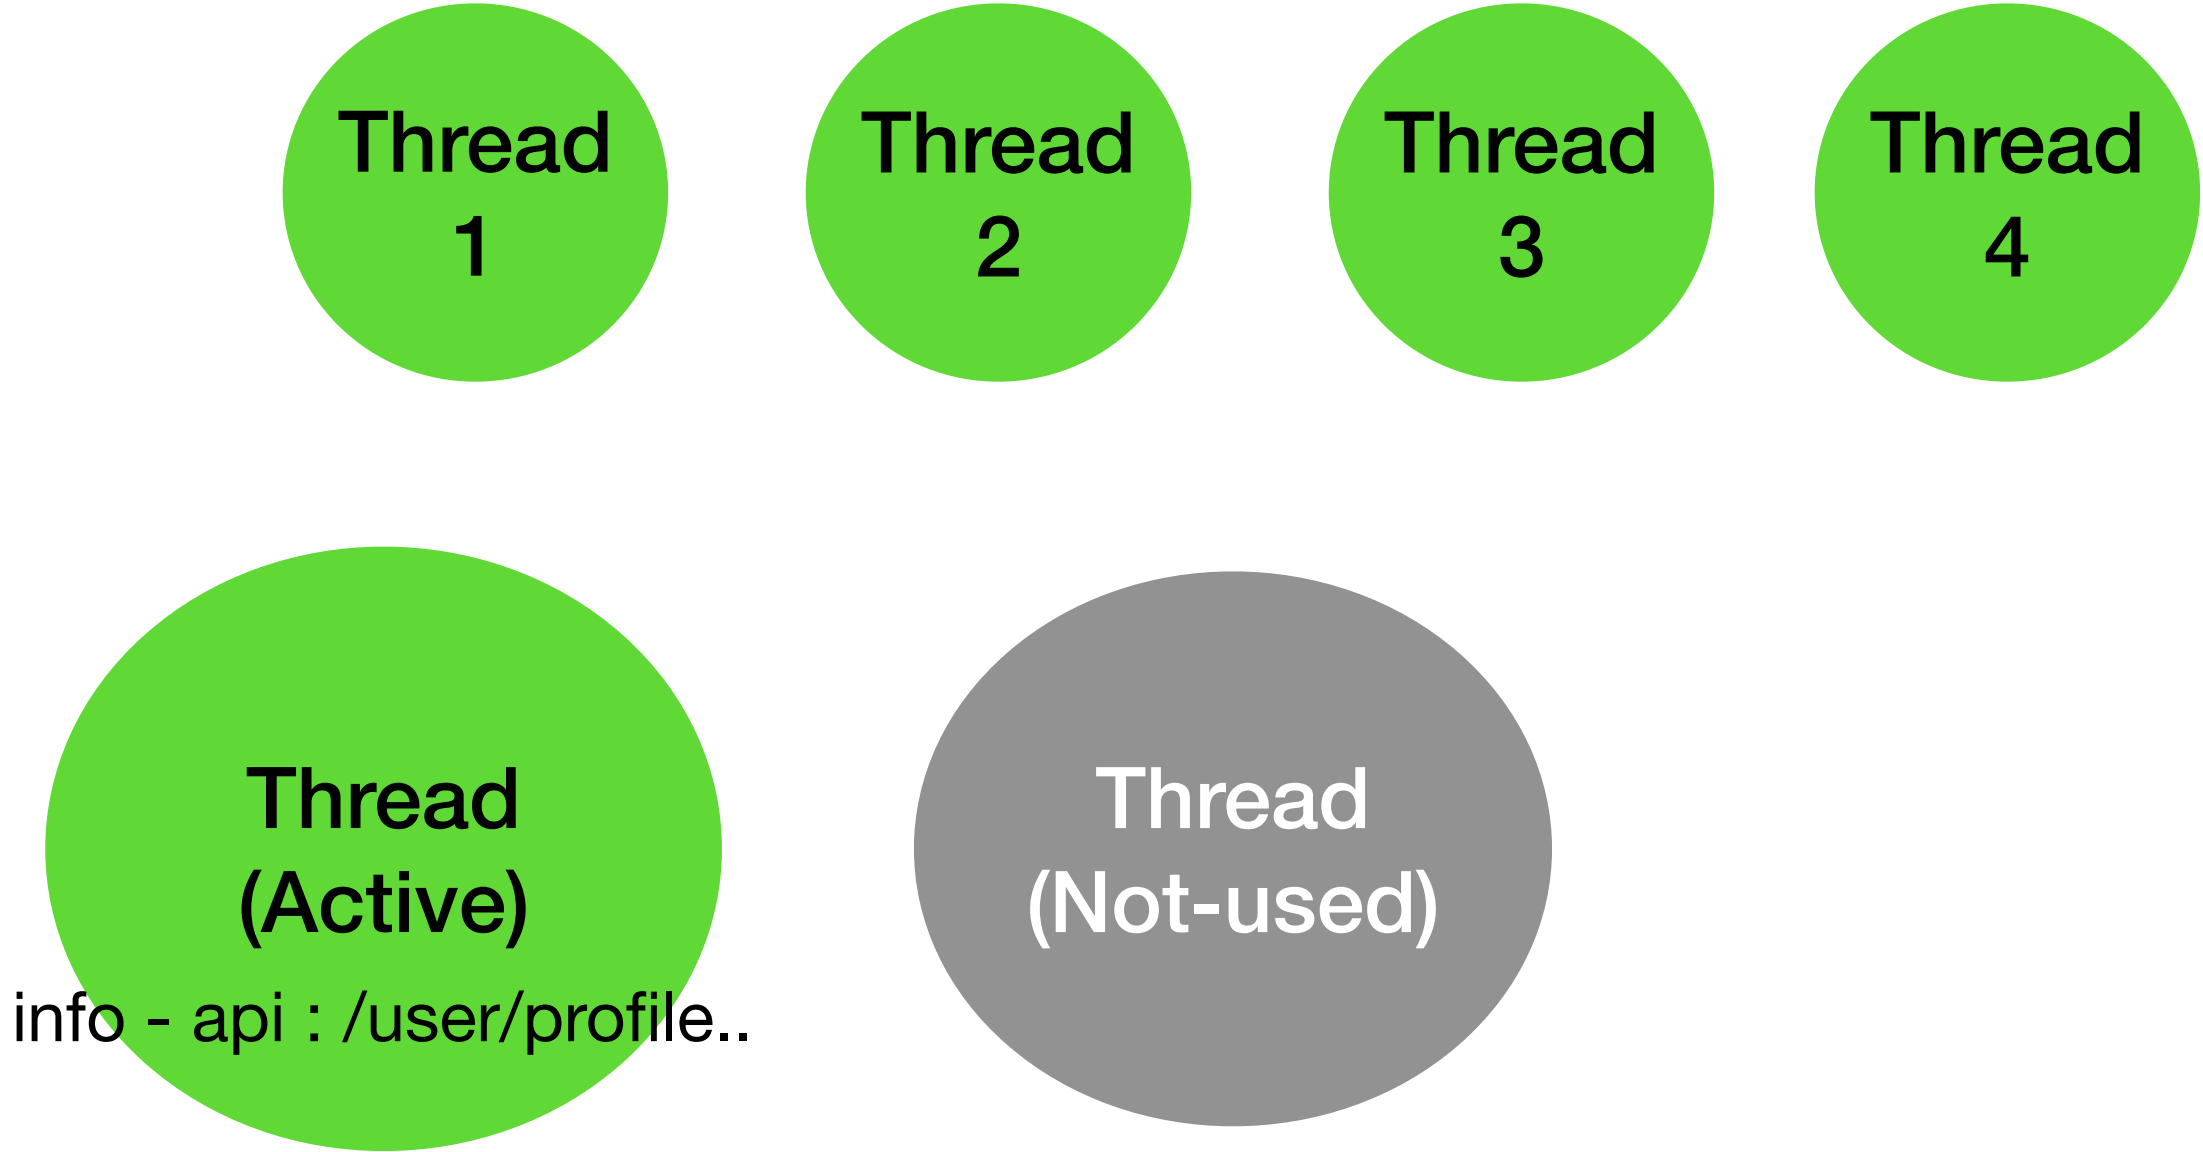 Thread
1
Thread
2
Thread
3
Thread
4
Thread
(Active)
info - api : /user/profile..
Thread
(Not-used)